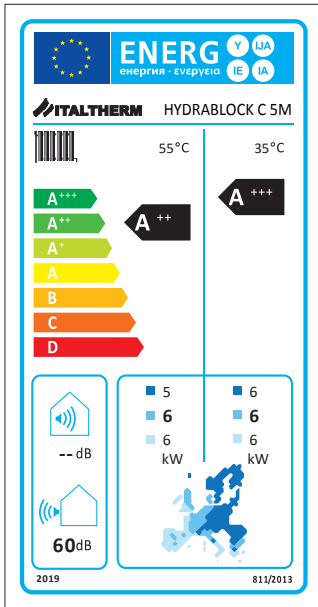 ENERG Y IJA
енергия · ενεργεια IE IA
ITALTHERM HYDRABLOCK C 5M
55°C 35°C
A+++
A++
A+
A
B
C
D
A ++
A +++
-- dB
60dB
5 6
6 6
6 6
kW kW
2019 811/2013